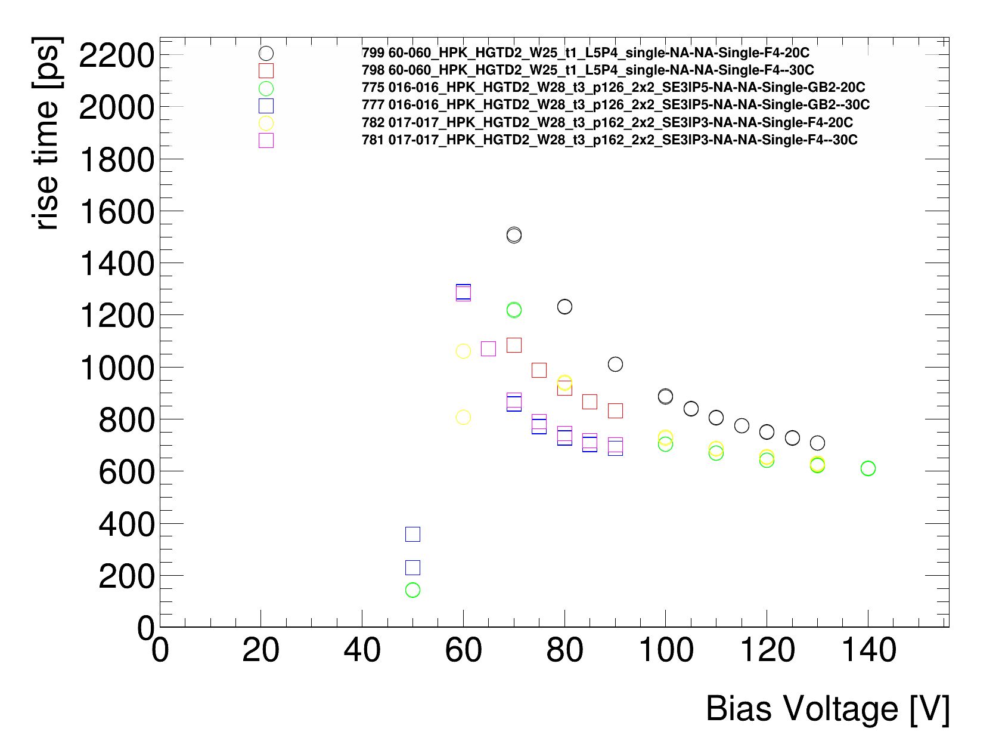 rise time [ps]
2200
2000
1800
1600
1400
1200
1000
800
600
400
200
0
799 60-060_HPK_HGTD2_W25_t1_L5P4_single-NA-NA-Single-F4-20C
798 60-060_HPK_HGTD2_W25_t1_L5P4_single-NA-NA-Single-F4--30C
775 016-016_HPK_HGTD2_W28_t3_p126_2x2_SE3IP5-NA-NA-Single-GB2-20C
777 016-016_HPK_HGTD2_W28_t3_p126_2x2_SE3IP5-NA-NA-Single-GB2--30C
782 017-017_HPK_HGTD2_W28_t3_p162_2x2_SE3IP3-NA-NA-Single-F4-20C
781 017-017_HPK_HGTD2_W28_t3_p162_2x2_SE3IP3-NA-NA-Single-F4--30C
0 20 40 60 80 100 120 140
Bias Voltage [V]